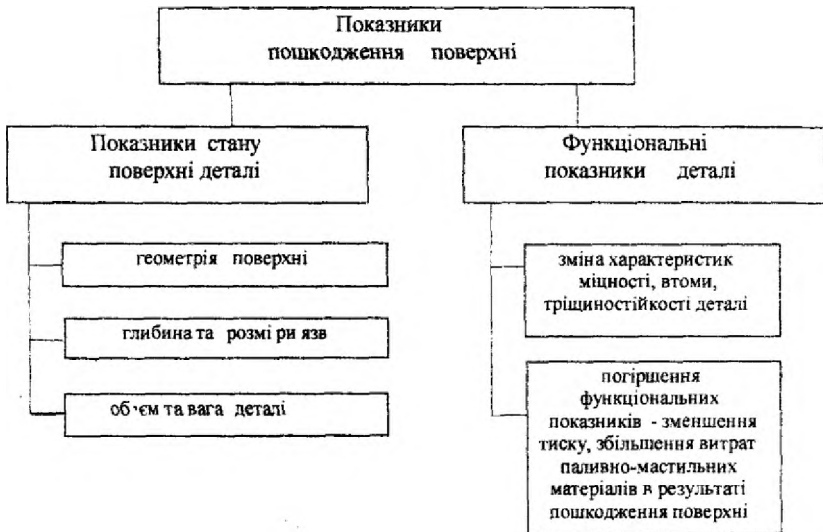 Показники
пошкодження поверхні
Показники стану
поверхні деталі
геометрія поверхні
глибина та розміри язв
об'єм та вага деталі
Функціональні
показники деталі
зміна характеристик
міцності, втоми,
тріщиностійкості деталі
погіршення
функціональних
показників - зменшення
тиску, збільшення витрат
паливно-мастильних
матеріалів в результаті
пошкодження поверхні